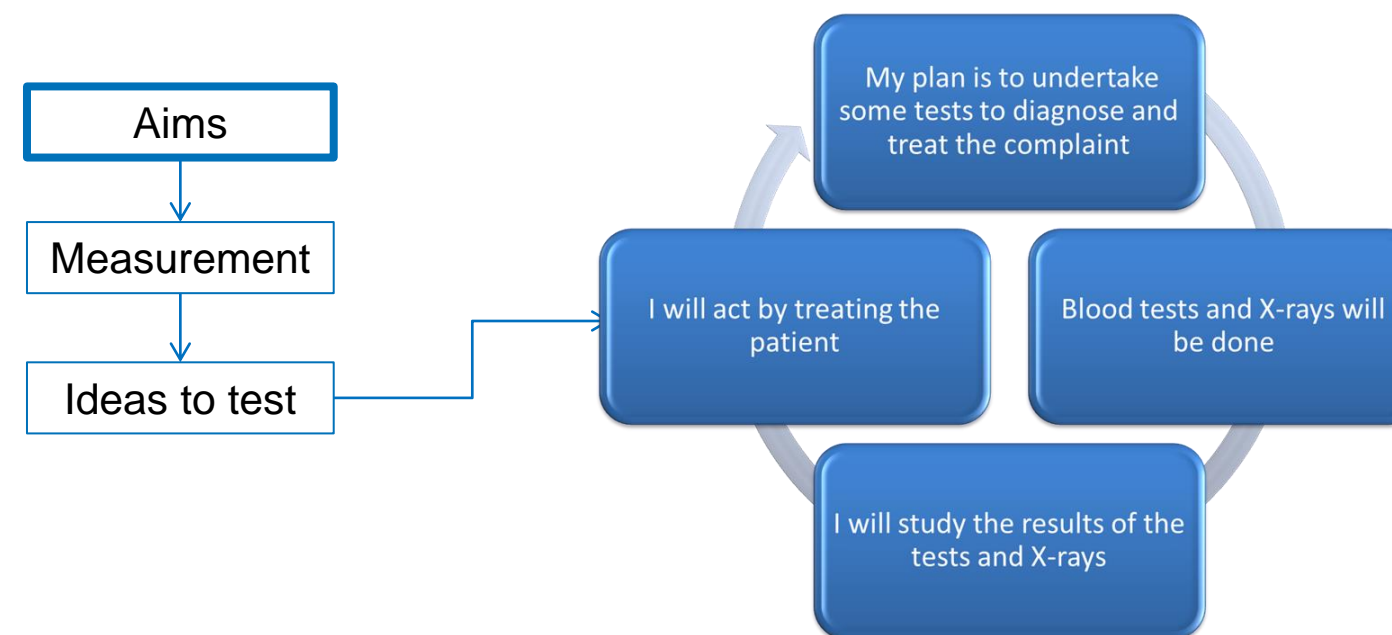 Aims
Measurement
Ideas to test
My plan is to undertake
some tests to diagnose and
treat the complaint
Blood tests and X-rays will
be done
I will study the results of the
tests and X-rays
I will act by treating the
patient